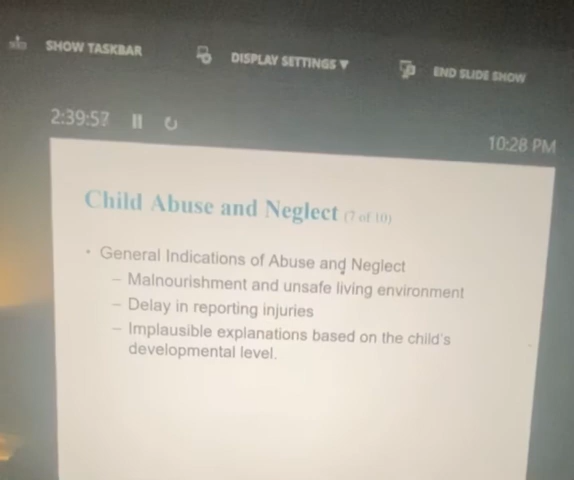 SHOW TASKBAR
DISPLAY SETTINGS ▼
END SLIDE SHOW
2:39:57
10:28 PM
Child Abuse and Neglect (7 of 10)
• General Indications of Abuse and Neglect
– Malnourishment and unsafe living environment
– Delay in reporting injuries
– Implausible explanations based on the child's
developmental level.